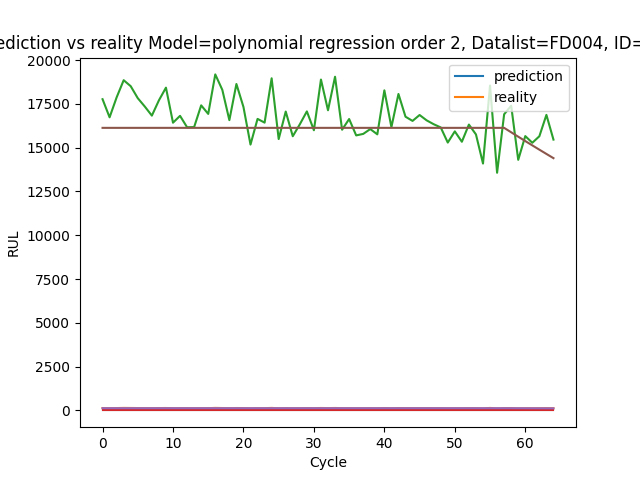 ediction vs reality Model=polynomial regression order 2, Datalist=FD004, ID=
20000
17500
15000
12500
10000
7500
5000
2500
0
RUL
prediction
reality
0 10 20 30 40 50 60
Cycle